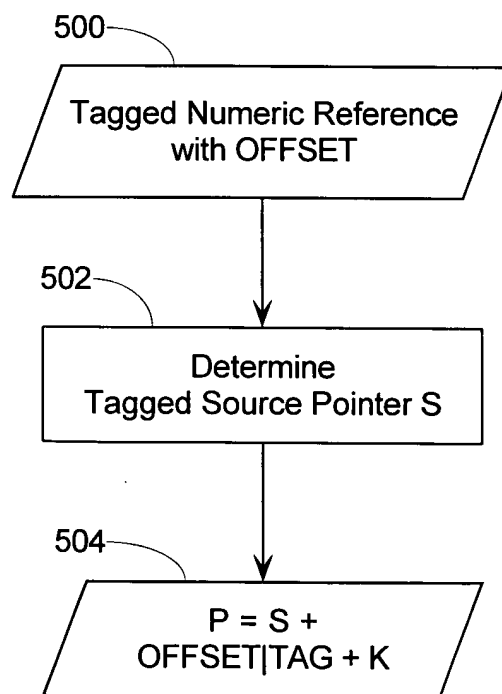 500
Tagged Numeric Reference
with OFFSET
502
Determine
Tagged Source Pointer S
504
P = S +
OFFSET|TAG + K